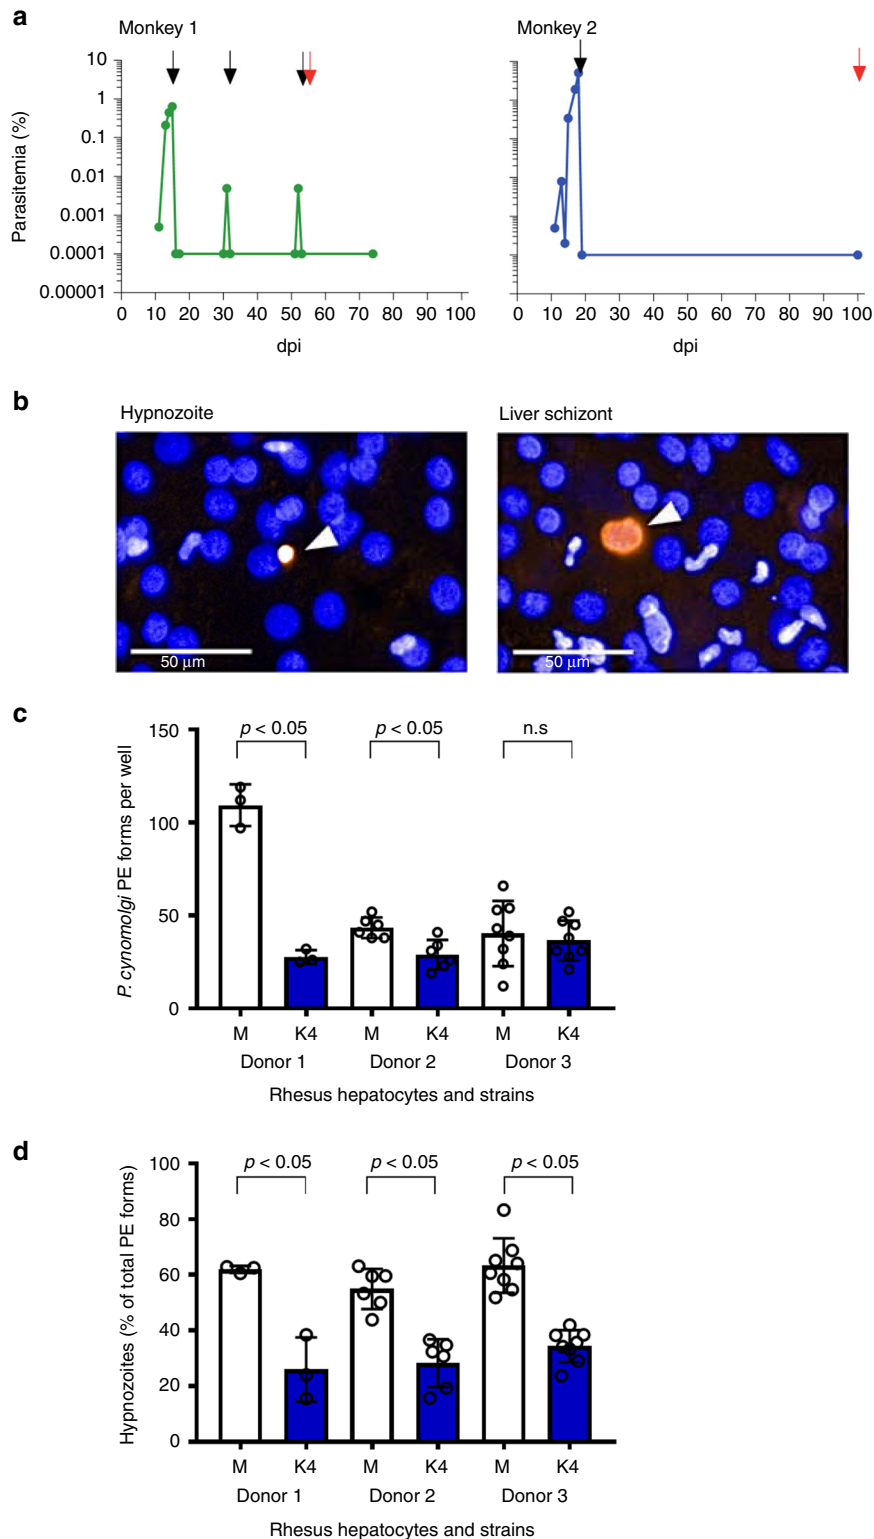 a
Monkey 1
Monkey 2
Parasitemia (%)
10
1
0.1
0.01
0.001
0.0001
0.00001
0 10 20 30 40 50 60 70 80 90 100
0 10 20 30 40 50 60 70 80 90 100
dpi
dpi
b
Hypnozoite
Liver schizont
50 μm
50 μm
c
P. cynomolgi PE forms per well
150
100
50
0
p < 0.05
p < 0.05
n.s
M K4 M K4 M K4
Donor 1 Donor 2 Donor 3
Rhesus hepatocytes and strains
d
Hypnozoites (% of total PE forms)
100
80
60
40
20
0
p < 0.05
p < 0.05
p < 0.05
M K4 M K4 M K4
Donor 1 Donor 2 Donor 3
Rhesus hepatocytes and strains